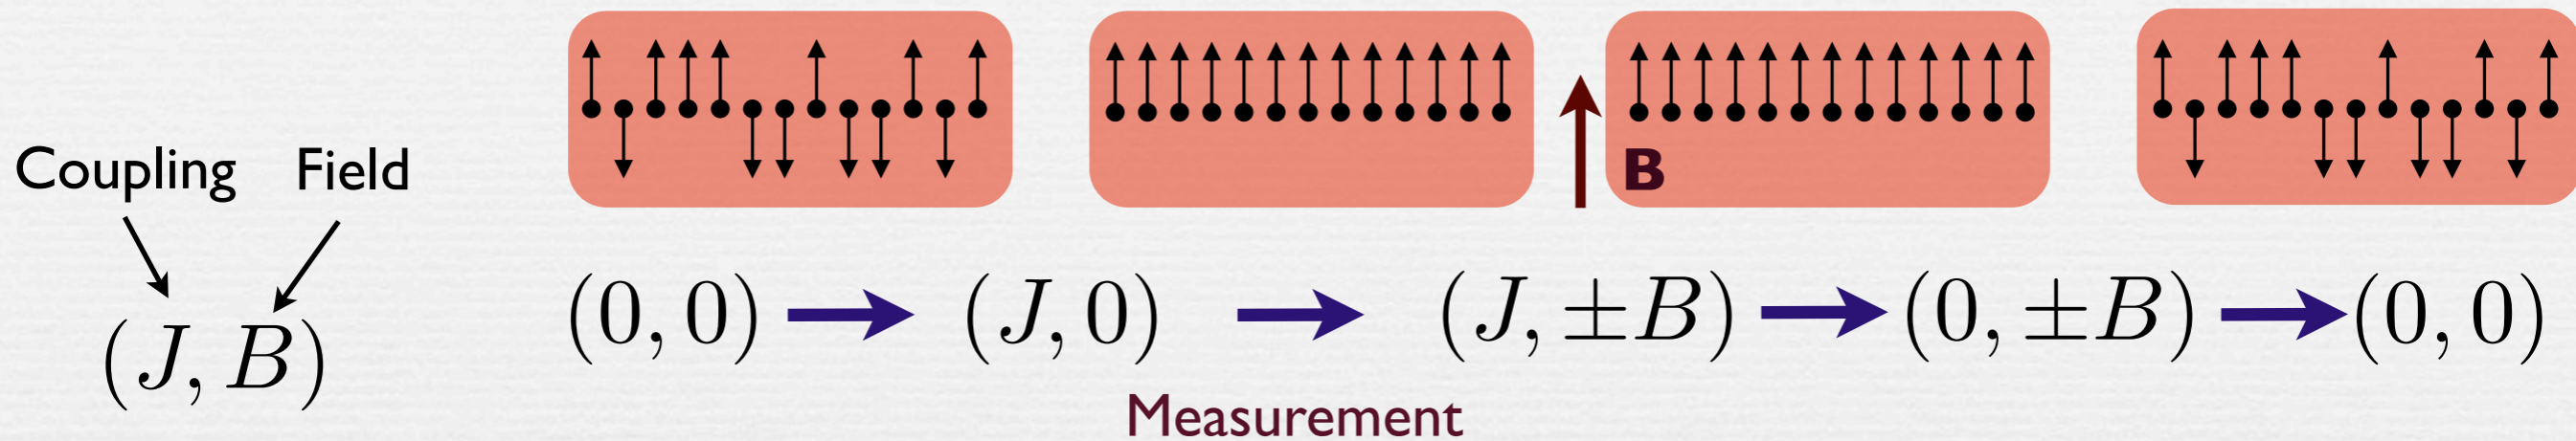 B
Coupling Field
(J, B)
(0, 0) (J, 0) (J, ±B) (0, ±B) (0, 0)
Measurement